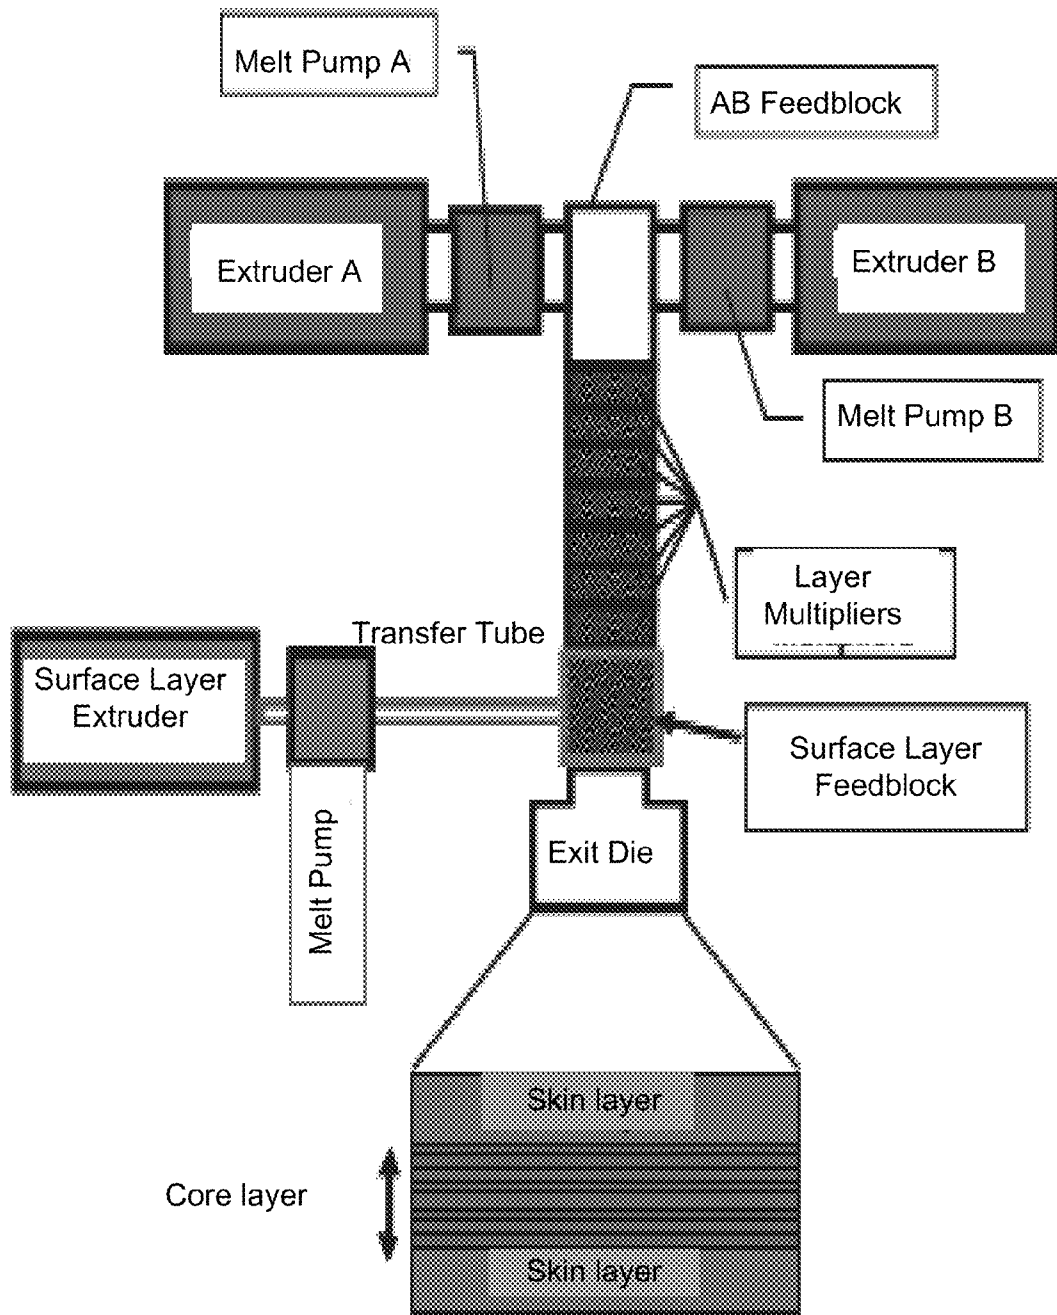 Melt Pump A
AB Feedblock
Extruder A
Extruder B
Melt Pump B
Layer
Multipliers
Transfer Tube
Surface Layer
Extruder
Surface Layer
Feedblock
Melt Pump
Exit Die
Skin layer
Core layer
Skin layer